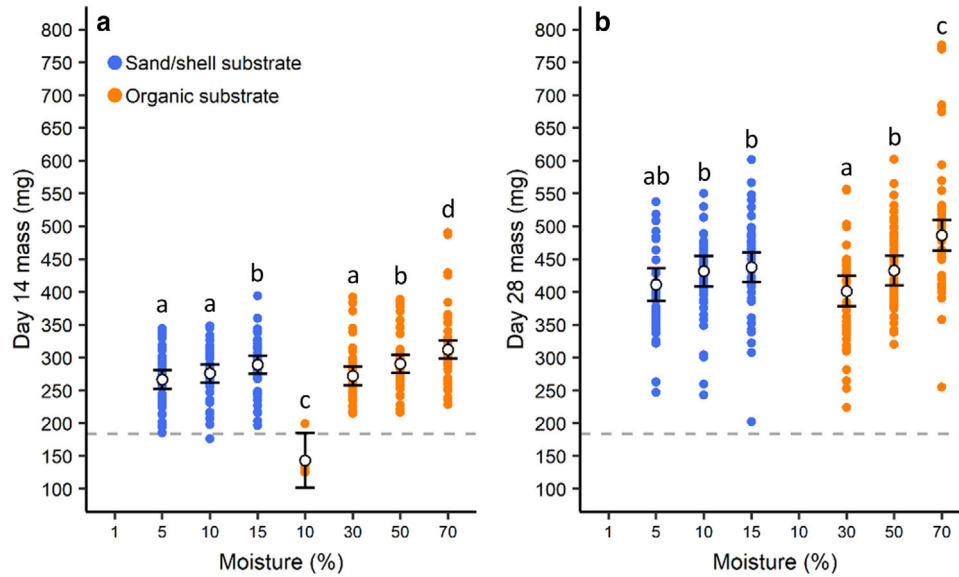 a
Sand/shell substrate
Organic substrate
Day 14 mass (mg)
800
750
700
650
600
550
500
450
400
350
300
250
200
150
100
a a b c a b d
1 5 10 15 10 30 50 70
Moisture (%)
b
Day 28 mass (mg)
800
750
700
650
600
550
500
450
400
350
300
250
200
150
100
ab b b a b c
1 5 10 15 10 30 50 70
Moisture (%)